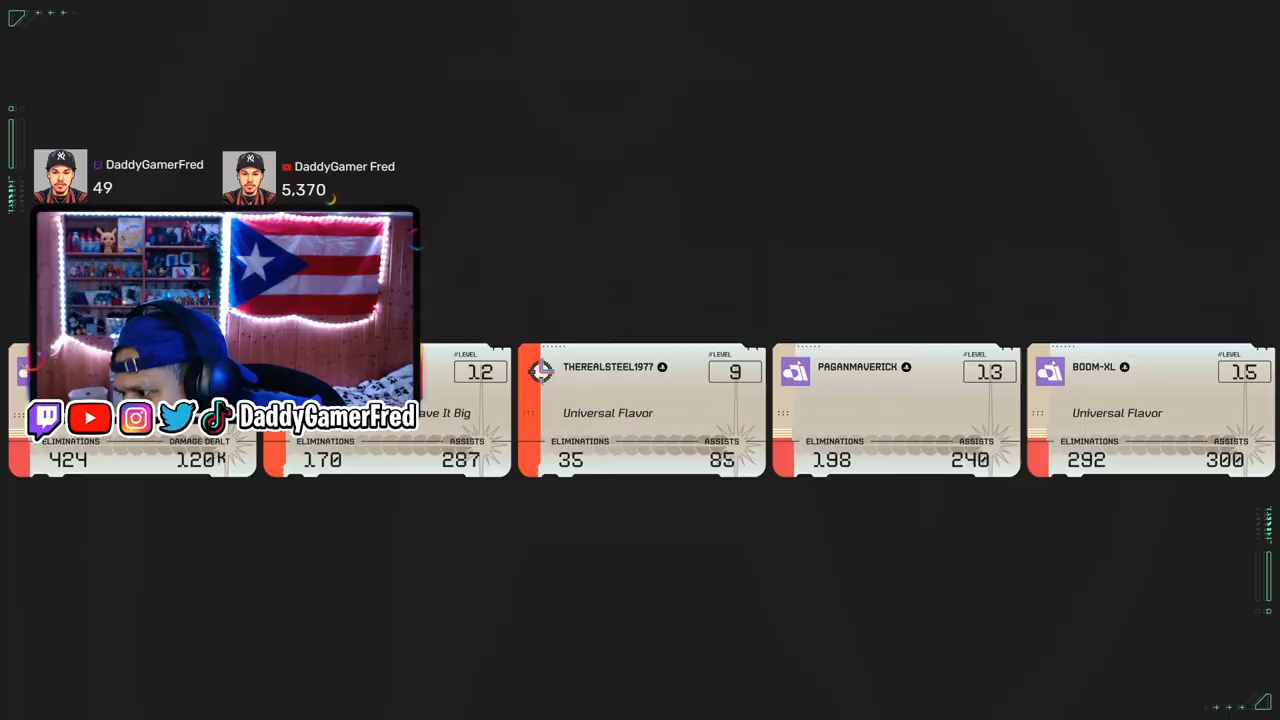 DaddyGamerFred
49
DaddyGamer Fred
5,370
//LEVEL
12
ave It Big
ELIMINATIONS
DAMAGE DEALT
424
120K
ELIMINATIONS
ASSISTS
170
287
THEREALSTEEL1977
//LEVEL
9
Universal Flavor
ELIMINATIONS
ASSISTS
35
85
PAGANMAVERICK
//LEVEL
13
ELIMINATIONS
ASSISTS
198
240
BOOM-XL
//LEVEL
15
Universal Flavor
ELIMINATIONS
ASSISTS
292
300
DaddyGamerFred